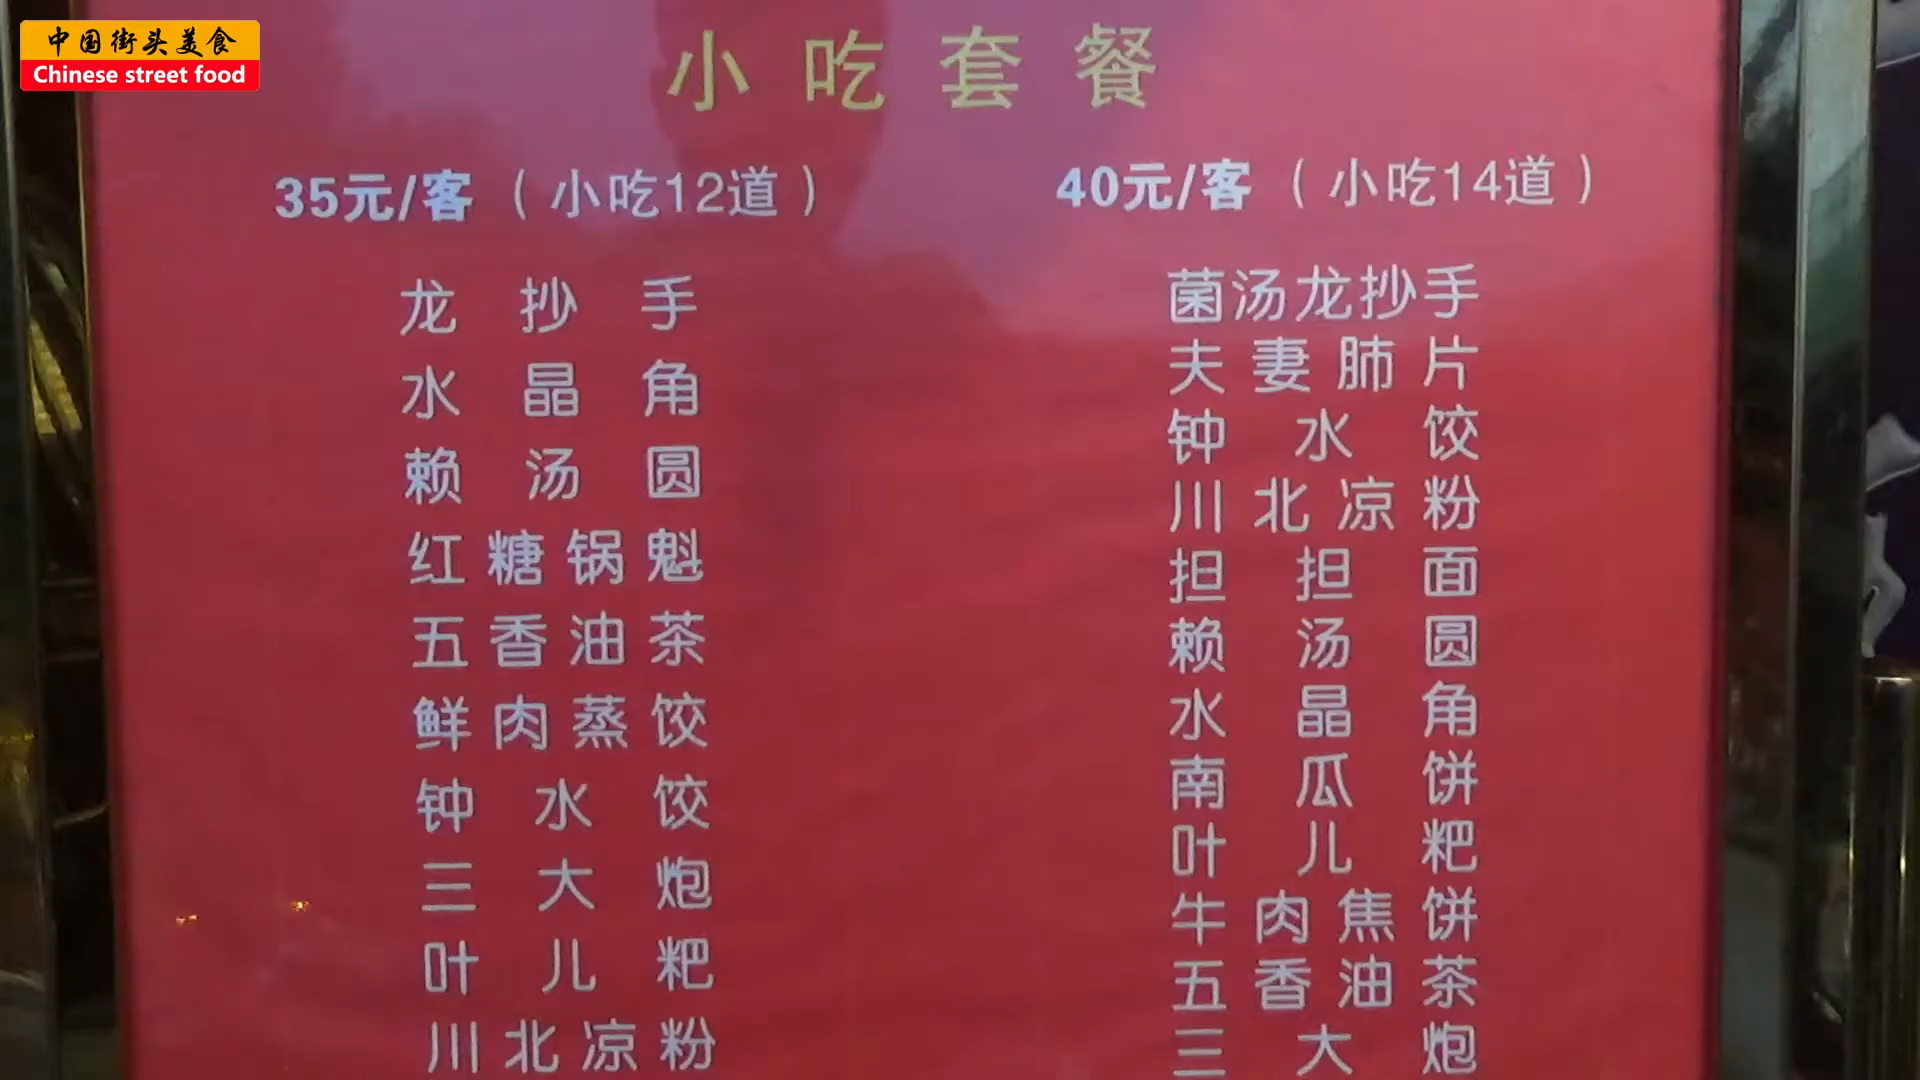 中国街头美食
Chinese street food
小吃套餐
35元/客（小吃12道）
龙抄手
水晶角
赖汤圆
红糖锅魁
五香油茶
鲜肉蒸饺
钟水饺
三大炮
叶儿粑
川北凉粉
40元/客（小吃14道）
菌汤龙抄手
夫妻肺片
钟水饺
川北凉粉
担担面
赖汤圆
水晶角
南瓜饼
叶儿粑
牛肉焦饼
五香油茶
三大炮